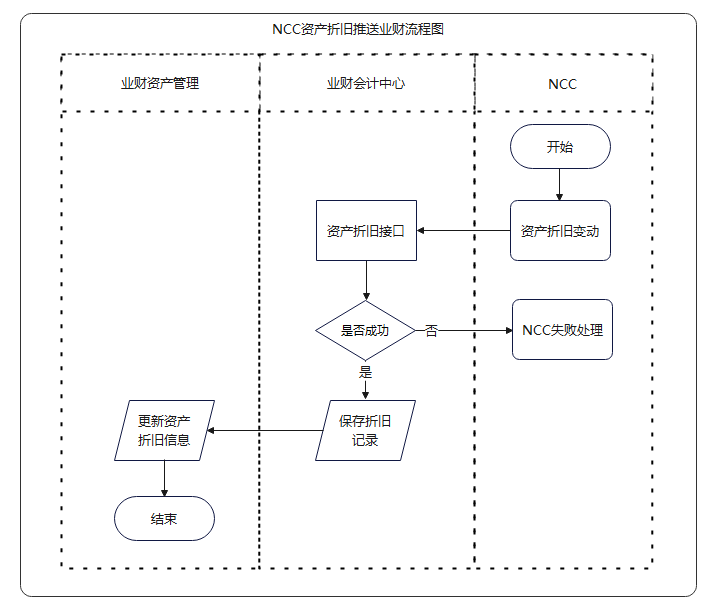 NCC资产折旧推送业财流程图
业财资产管理
业财会计中心
NCC
开始
资产折旧接口
资产折旧变动
是否成功
否
NCC失败处理
是
更新资产
折旧信息
保存折旧
记录
结束